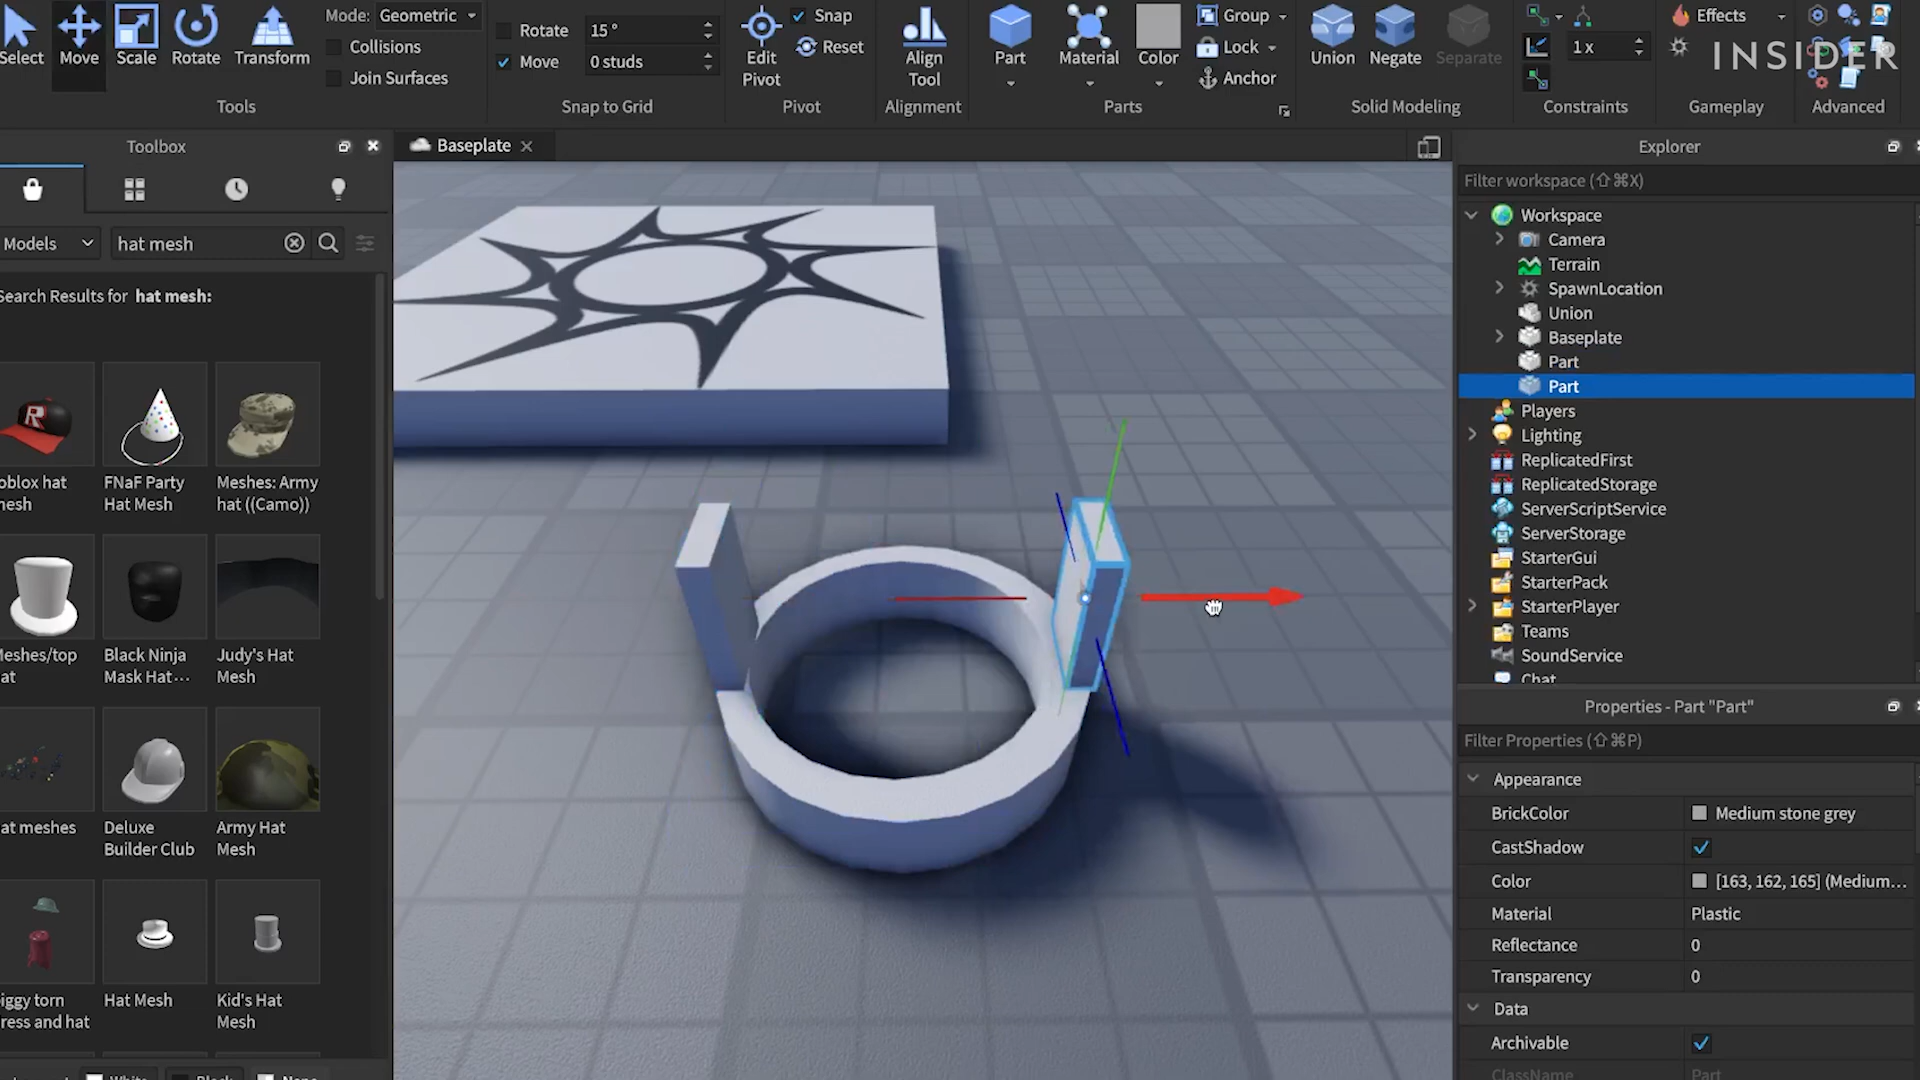 Select
Move
Scale
Rotate
Transform
Tools
Mode: Geometric
Collisions
Join Surfaces
Rotate 15 °
Move 0 studs
Snap to Grid
Edit
Pivot
Snap
Reset
Pivot
Align
Tool
Alignment
Part
Material
Color
Group
Lock
Anchor
Parts
Union
Negate
Separate
Solid Modeling
1 x
Constraints
Effects
Gameplay
INSIDER
Advanced
Toolbox
Models
hat mesh
Search Results for hat mesh:
oblox hat
mesh
FNaF Party
Hat Mesh
Meshes: Army
hat ((Camo))
Meshes/top
at
Black Ninja
Mask Hat...
Judy's Hat
Mesh
at meshes
Deluxe
Builder Club
Army Hat
Mesh
iggy torn
ress and hat
Hat Mesh
Kid's Hat
Mesh
Baseplate
Explorer
Filter workspace (⇧⌘X)
Workspace
Camera
Terrain
SpawnLocation
Union
Baseplate
Part
Part
Players
Lighting
ReplicatedFirst
ReplicatedStorage
ServerScriptService
ServerStorage
StarterGui
StarterPack
StarterPlayer
Teams
SoundService
Chat
Properties - Part "Part"
Filter Properties (⇧⌘P)
Appearance
BrickColor Medium stone grey
CastShadow
Color [163, 162, 165] (Medium...
Material Plastic
Reflectance 0
Transparency 0
Data
Archivable
ClassName Part